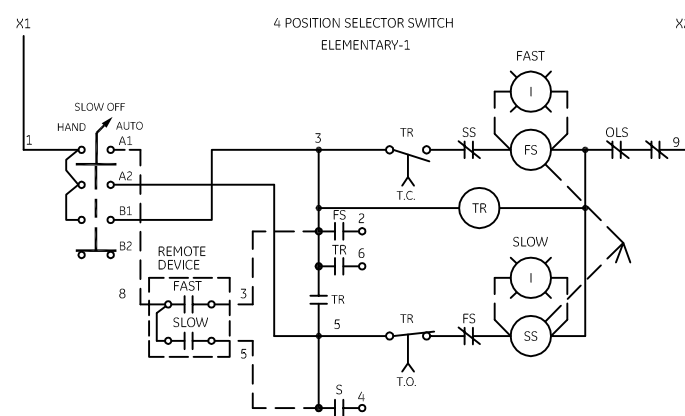 X1
4 POSITION SELECTOR SWITCH
X2
ELEMENTARY-1
FAST
I
SLOW OFF
HAND
AUTO
1
A1
3
TR
SS
FS
OLS
9
A2
T.C.
B1
TR
FS
2
B2
TR
6
SLOW
REMOTE
DEVICE
I
FAST
8
3
TR
SLOW
5
TR
FS
SS
5
T.O.
S
4